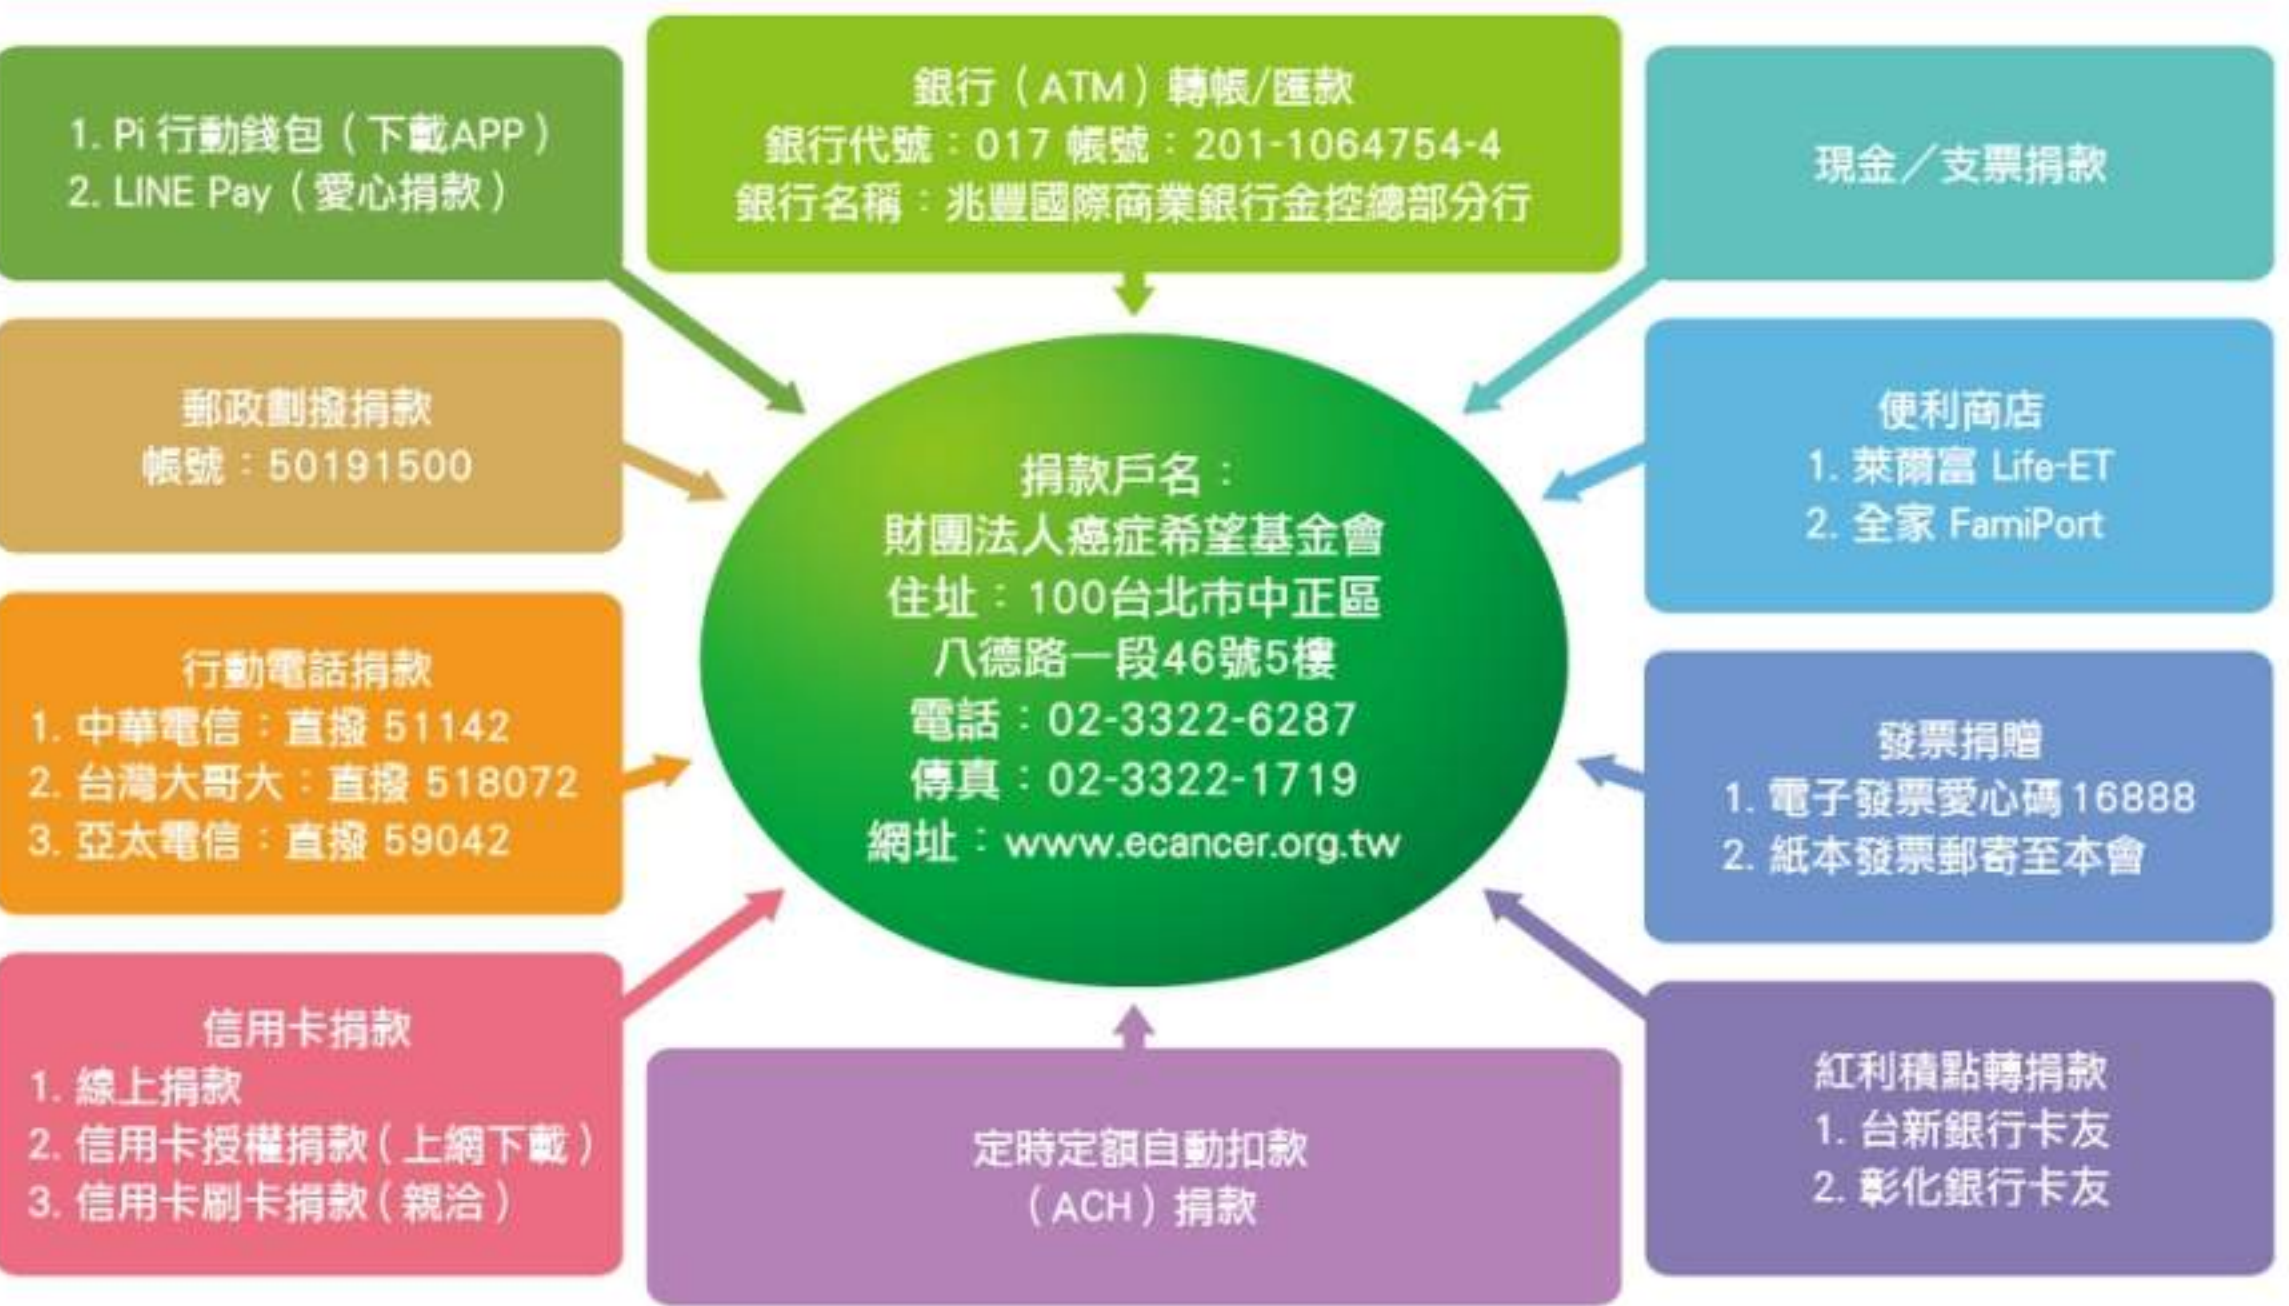 1. Pi 行動錢包（下載APP）
2. LINE Pay（愛心捐款）
銀行（ATM）轉帳/匯款
銀行代號：017 帳號：201-1064754-4
銀行名稱：兆豐國際商業銀行金控總部分行
現金／支票捐款
郵政劃撥捐款
帳號：50191500
捐款戶名：
財團法人癌症希望基金會
住址：100台北市中正區
八德路一段46號5樓
電話：02-3322-6287
傳真：02-3322-1719
網址：www.ecancer.org.tw
便利商店
1. 萊爾富 Life-ET
2. 全家 FamiPort
行動電話捐款
1. 中華電信：直撥 51142
2. 台灣大哥大：直撥 518072
3. 亞太電信：直撥 59042
發票捐贈
1. 電子發票愛心碼16888
2. 紙本發票郵寄至本會
信用卡捐款
1. 線上捐款
2. 信用卡授權捐款（上網下載）
3. 信用卡刷卡捐款（親洽）
定時定額自動扣款
（ACH）捐款
紅利積點轉捐款
1. 台新銀行卡友
2. 彰化銀行卡友